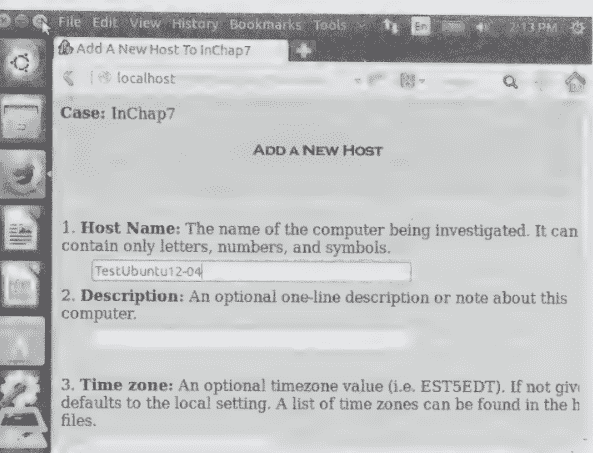 File Edit View History Bookmarks Tools En 2:13 PM
Add A New Host To InChap7
localhost
Case: InChap7
ADD A NEW HOST
1. Host Name: The name of the computer being investigated. It can
contain only letters, numbers, and symbols.
TestUbuntu12-04
2. Description: An optional one-line description or note about this
computer.
3. Time zone: An optional timezone value (i.e. EST5EDT). If not giv
defaults to the local setting. A list of time zones can be found in the h
files.